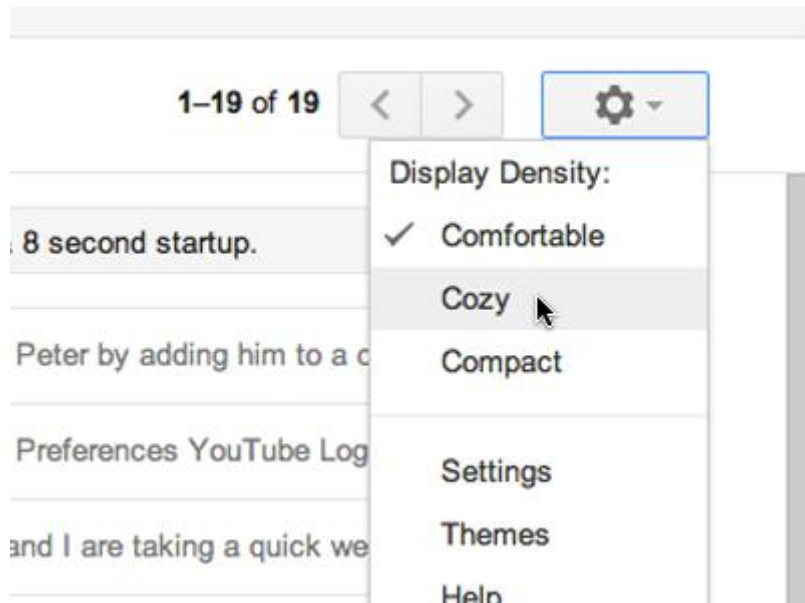 1–19 of 19
Display Density:
8 second startup.
Comfortable
Cozy
Peter by adding him to a
Compact
Preferences YouTube Log
Settings
and I are taking a quick we
Themes
Help